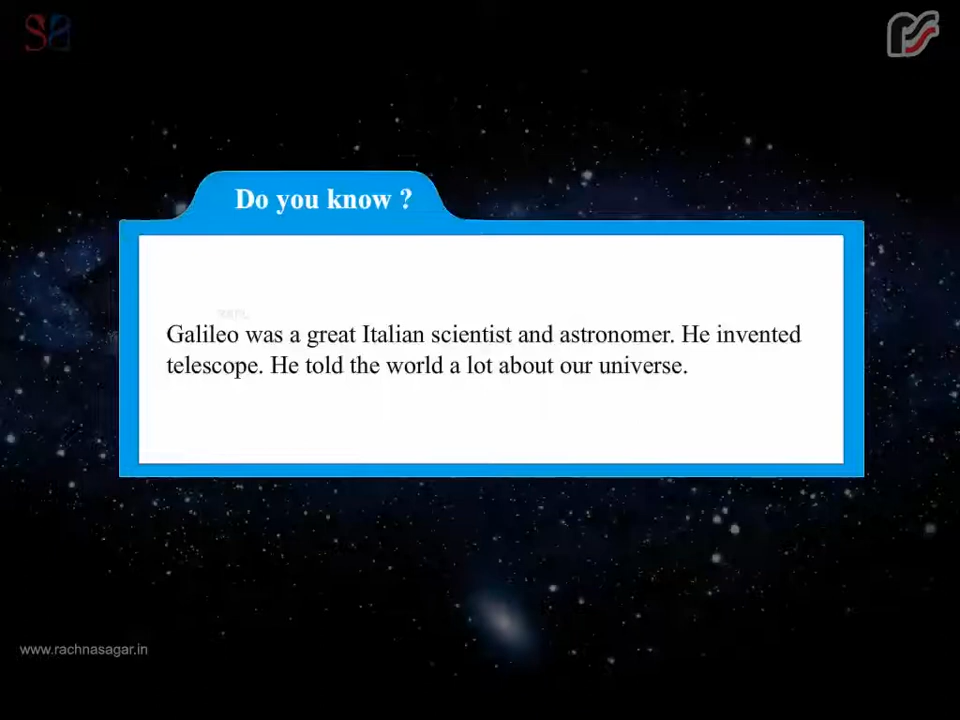 Do you know ?
Galileo was a great Italian scientist and astronomer. He invented
telescope. He told the world a lot about our universe.
www.rachnasagar.in